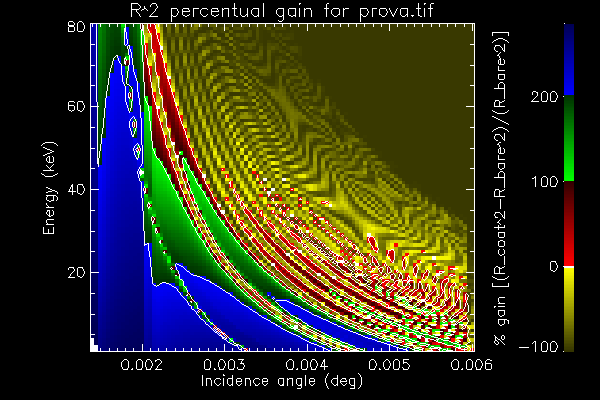 R^2 percentual gain for prova.tif
80
60
40
20
Energy (keV)
0.002 0.003 0.004 0.005 0.006
Incidence angle (deg)
200
100
0
-100
% gain [(R_coat^2-R_bare^2)/(R_bare^2)]